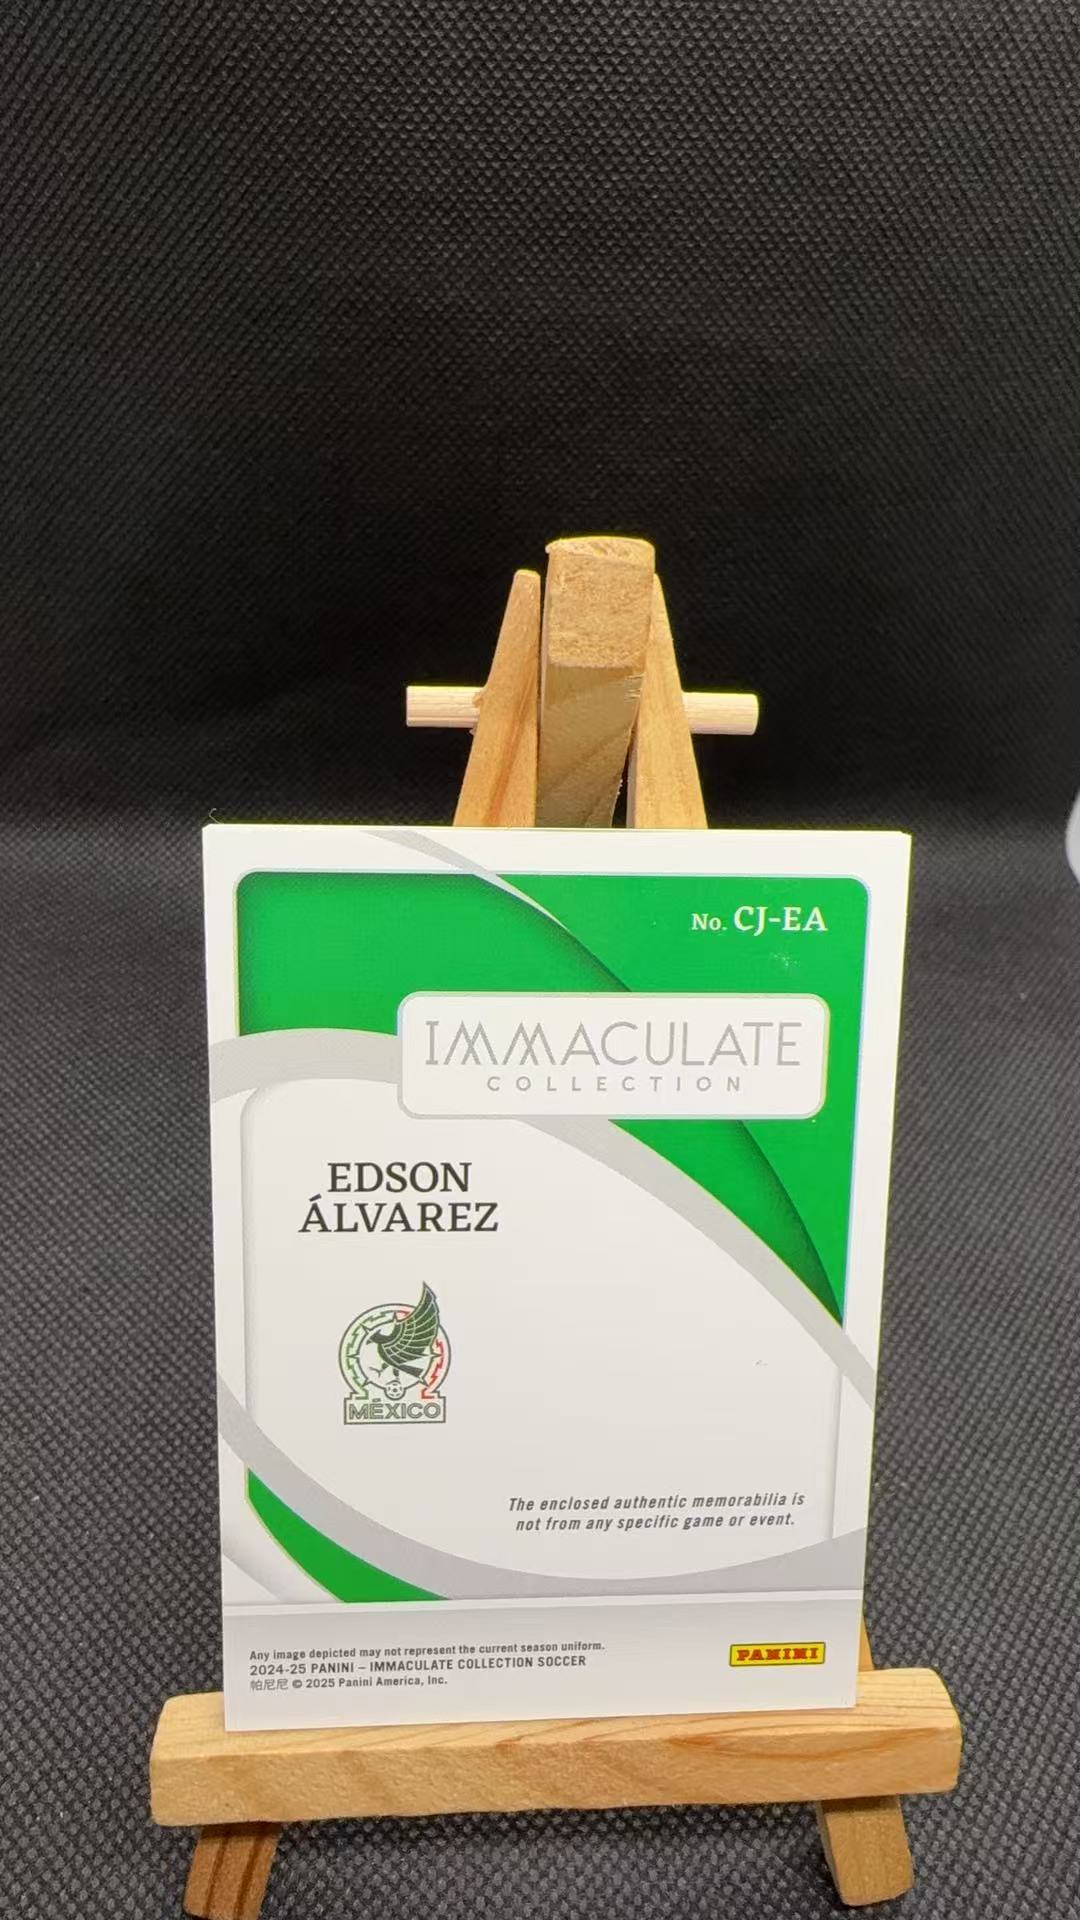 No. CJ-EA
IMMACULATE
COLLECTION
EDSON
ÁLVAREZ
MÉXICO
The enclosed authentic memorabilia is
not from any specific game or event.
Any image depicted may not represent the current season uniform.
2024-25 PANINI – IMMACULATE COLLECTION SOCCER
帕尼尼 © 2025 Panini America, Inc.
PANINI